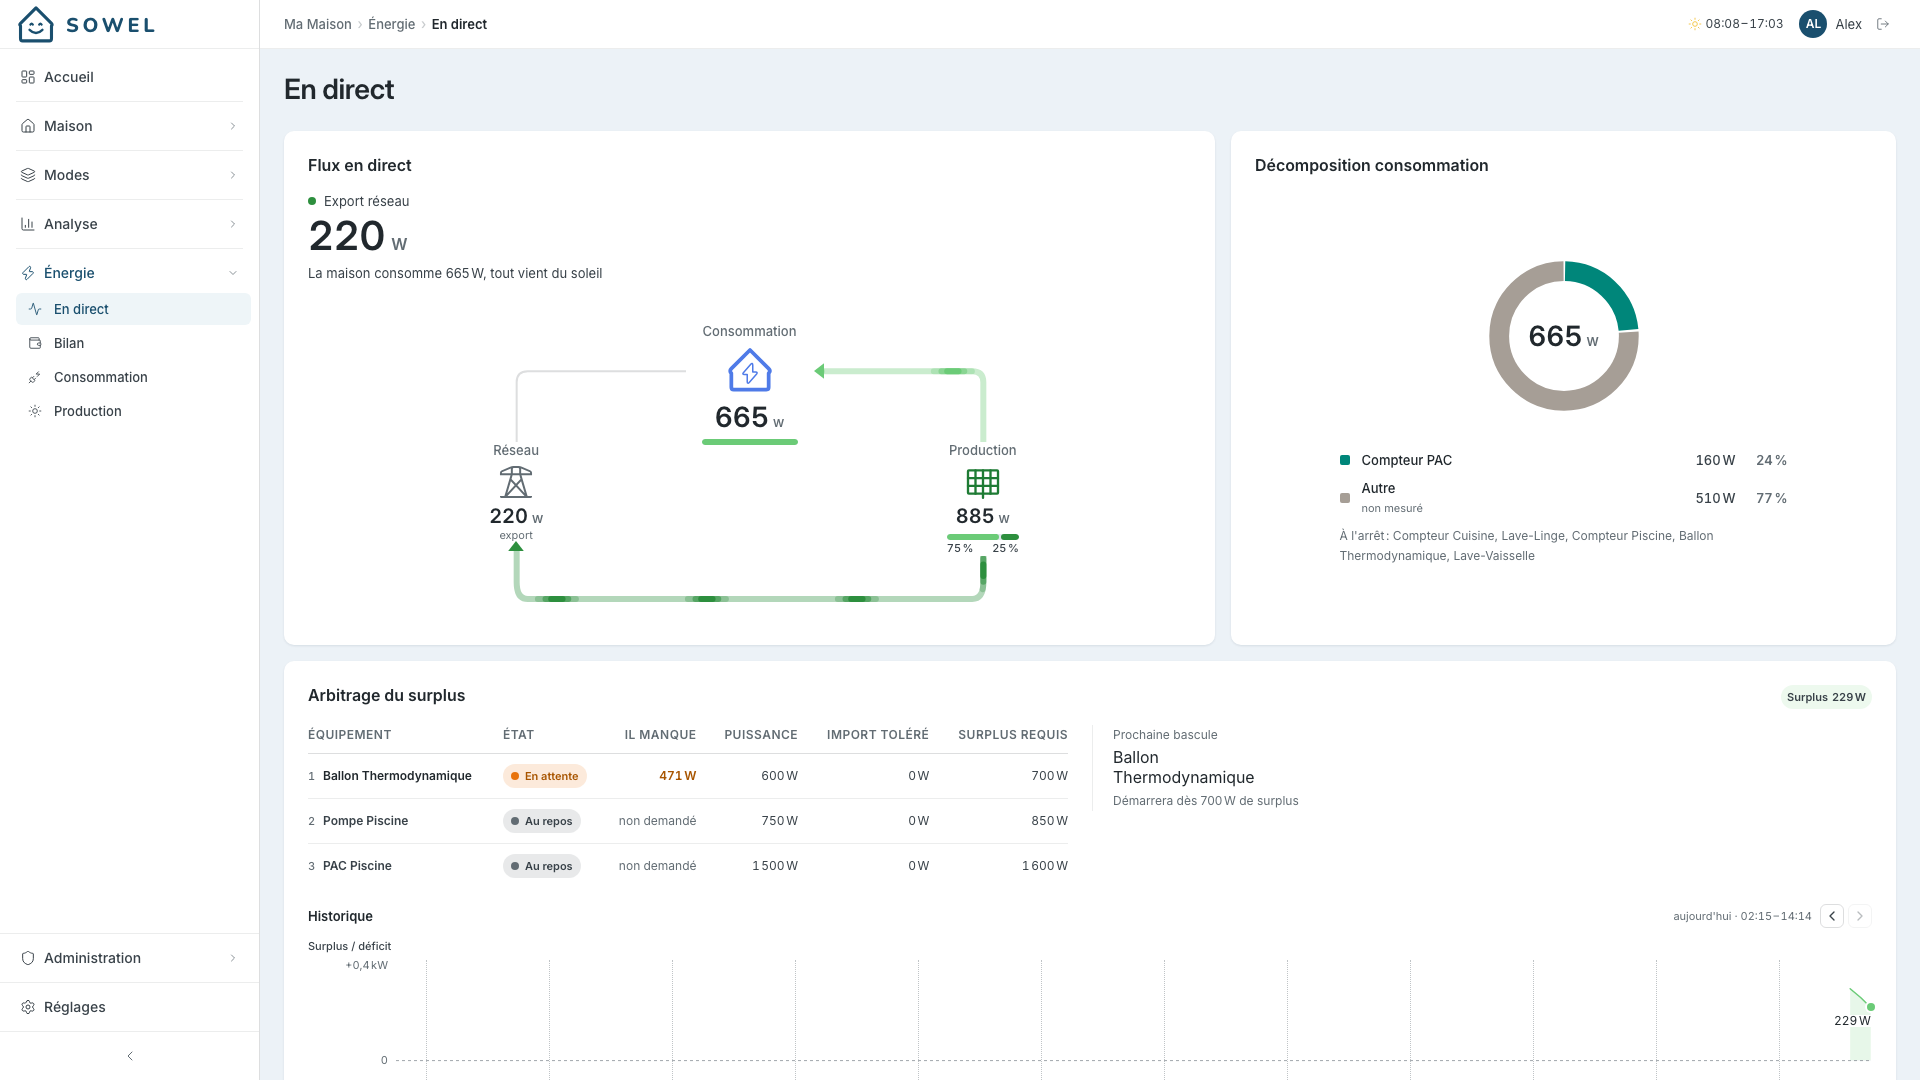 SOWEL
Ma Maison › Énergie › En direct
08:08–17:03
AL
Alex
Accueil
Maison
Modes
Analyse
Énergie
En direct
Bilan
Consommation
Production
Administration
Réglages
En direct
Flux en direct
Export réseau
220 W
La maison consomme 665 W, tout vient du soleil
Consommation
665 W
Réseau
220 W
export
Production
885 W
75 % 25 %
Décomposition consommation
665 W
Compteur PAC 160 W 24 %
Autre 510 W 77 %
non mesuré
À l'arrêt : Compteur Cuisine, Lave-Linge, Compteur Piscine, Ballon
Thermodynamique, Lave-Vaisselle
Arbitrage du surplus
Surplus 229 W
ÉQUIPEMENT ÉTAT IL MANQUE PUISSANCE IMPORT TOLÉRÉ SURPLUS REQUIS
1 Ballon Thermodynamique En attente 471 W 600 W 0 W 700 W
2 Pompe Piscine Au repos non demandé 750 W 0 W 850 W
3 PAC Piscine Au repos non demandé 1 500 W 0 W 1 600 W
Prochaine bascule
Ballon
Thermodynamique
Démarrera dès 700 W de surplus
Historique
aujourd'hui · 02:15–14:14
Surplus / déficit
+0,4 kW
229 W
0